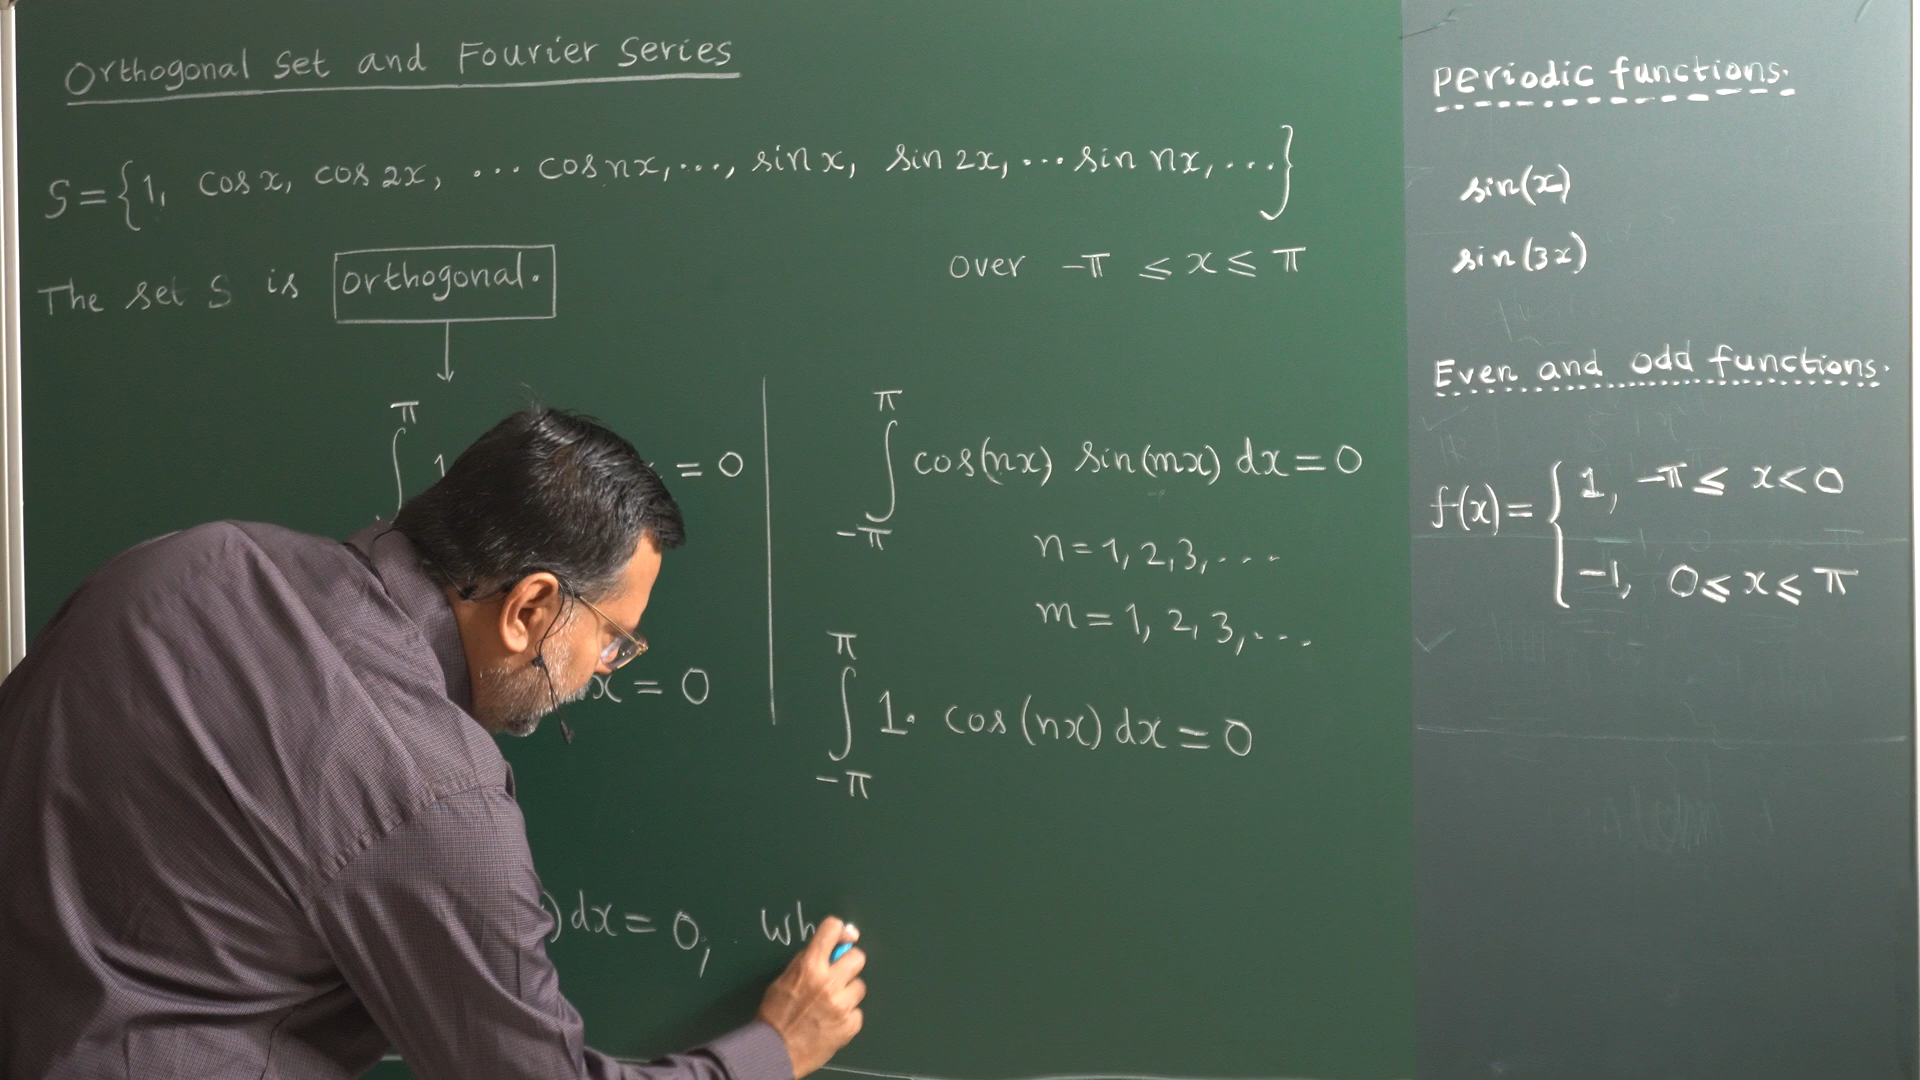 Orthogonal Set and Fourier Series
S={1, cos x, cos 2x, ... cos nx,..., sin x, sin 2x, ... sin nx, ...}
over -π ≤ x ≤ π
The set S is orthogonal.
π
∫ 1 = 0
dx = 0
) dx = 0,
π
∫ cos(nx) sin(mx) dx = 0
-π
n = 1, 2, 3, ...
m = 1, 2, 3, ...
π
∫ 1. cos (nx) dx = 0
-π
Periodic functions.
sin(x)
sin(3x)
Even and odd functions.
f(x) = { 1, -π ≤ x < 0
-1, 0 ≤ x ≤ π